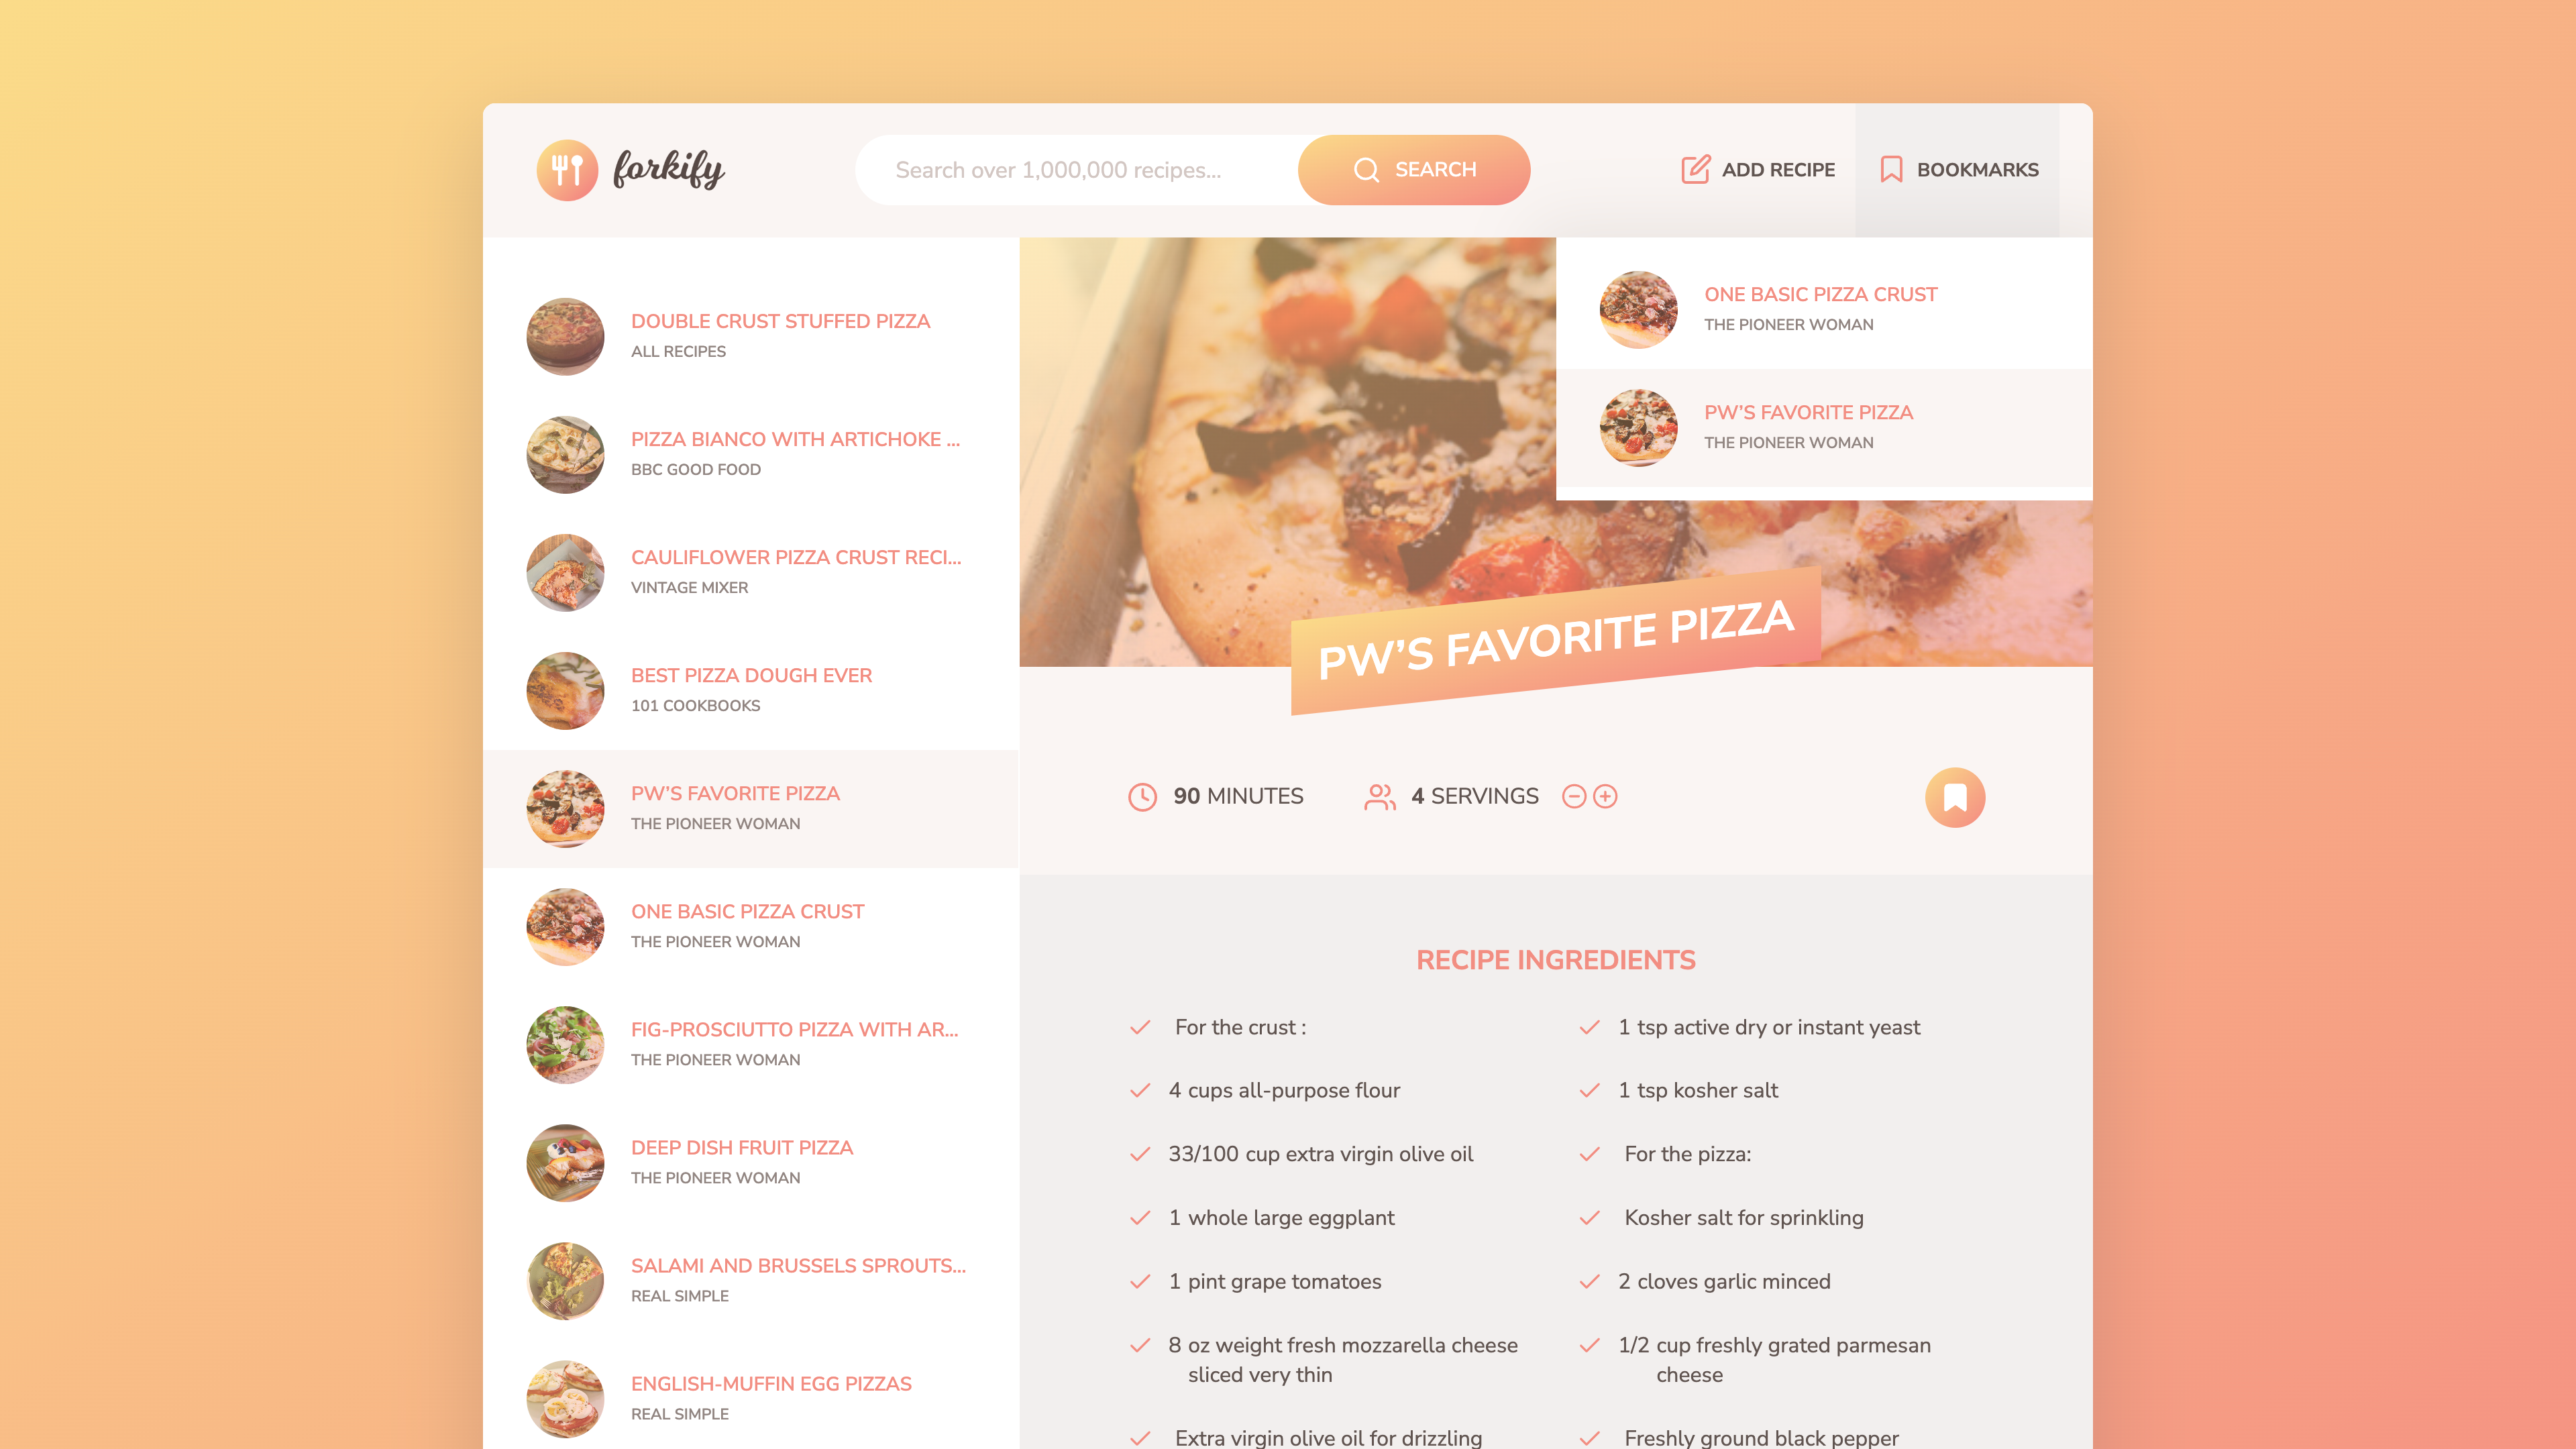 forkify
Search over 1,000,000 recipes...
SEARCH
ADD RECIPE
BOOKMARKS
DOUBLE CRUST STUFFED PIZZA
ALL RECIPES
PIZZA BIANCO WITH ARTICHOKE ...
BBC GOOD FOOD
CAULIFLOWER PIZZA CRUST RECI...
VINTAGE MIXER
BEST PIZZA DOUGH EVER
101 COOKBOOKS
PW'S FAVORITE PIZZA
THE PIONEER WOMAN
ONE BASIC PIZZA CRUST
THE PIONEER WOMAN
FIG-PROSCIUTTO PIZZA WITH AR...
THE PIONEER WOMAN
DEEP DISH FRUIT PIZZA
THE PIONEER WOMAN
SALAMI AND BRUSSELS SPROUTS...
REAL SIMPLE
ENGLISH-MUFFIN EGG PIZZAS
REAL SIMPLE
ONE BASIC PIZZA CRUST
THE PIONEER WOMAN
PW'S FAVORITE PIZZA
THE PIONEER WOMAN
PW'S FAVORITE PIZZA
90 MINUTES
4 SERVINGS
RECIPE INGREDIENTS
For the crust :
1 tsp active dry or instant yeast
4 cups all-purpose flour
1 tsp kosher salt
33/100 cup extra virgin olive oil
For the pizza:
1 whole large eggplant
Kosher salt for sprinkling
1 pint grape tomatoes
2 cloves garlic minced
8 oz weight fresh mozzarella cheese
sliced very thin
1/2 cup freshly grated parmesan
cheese
Extra virgin olive oil for drizzling
Freshly ground black pepper